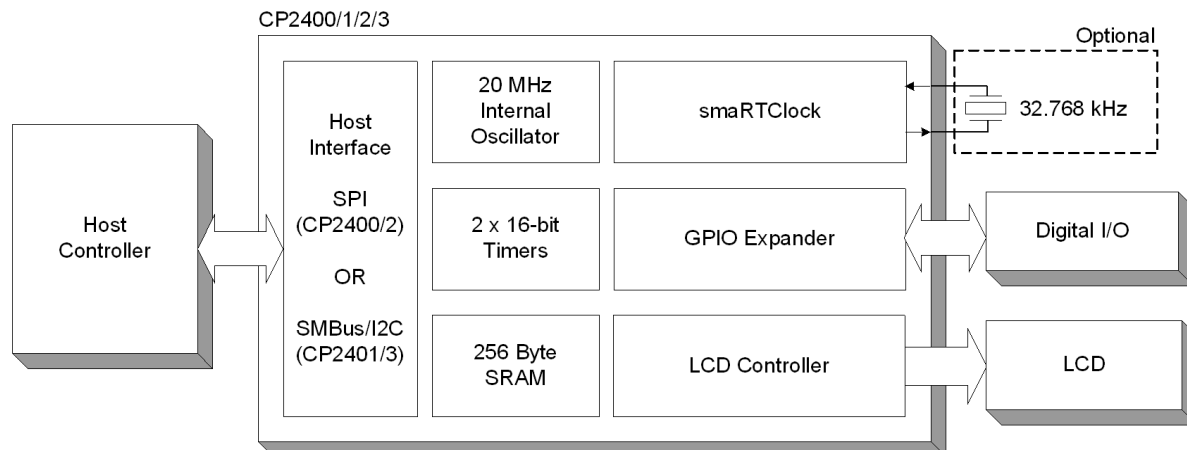 CP2400/1/2/3
Optional
Host
Controller
Host
Interface
SPI
(CP2400/2)
OR
SMBus/I2C
(CP2401/3)
20 MHz
Internal
Oscillator
smaRTClock
32.768 kHz
2 x 16-bit
Timers
GPIO Expander
Digital I/O
256 Byte
SRAM
LCD Controller
LCD